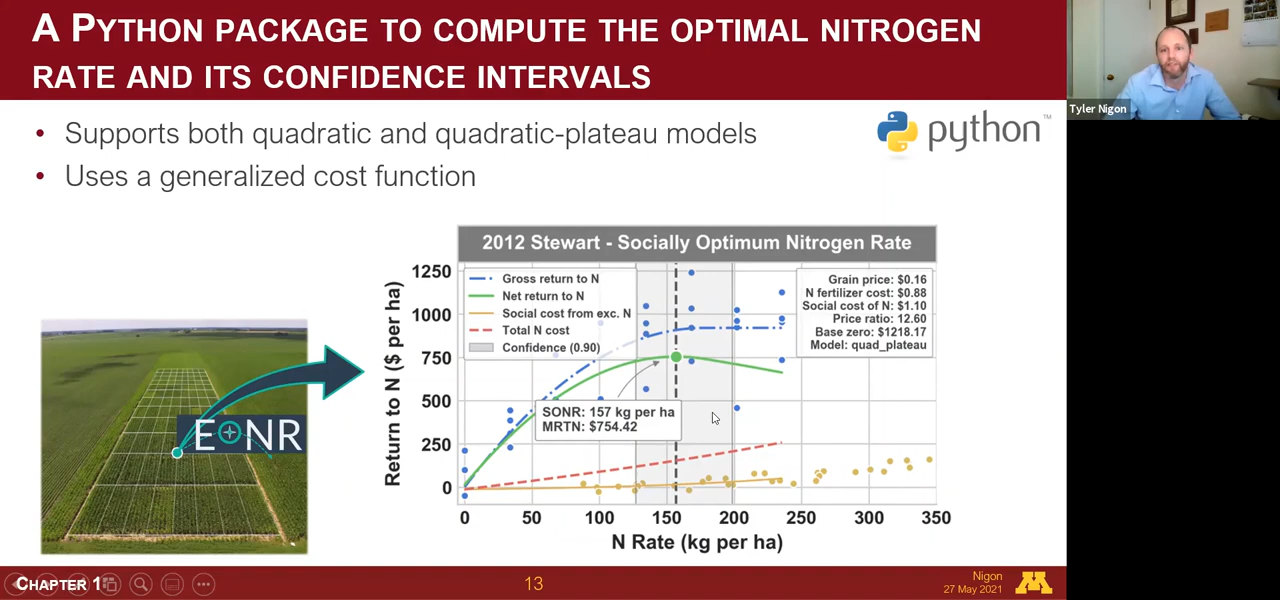 A PYTHON PACKAGE TO COMPUTE THE OPTIMAL NITROGEN
RATE AND ITS CONFIDENCE INTERVALS
Tyler Nigon
• Supports both quadratic and quadratic-plateau models
• Uses a generalized cost function
python™
2012 Stewart - Socially Optimum Nitrogen Rate
Return to N ($ per ha)
1250
1000
750
500
250
0
Gross return to N
Net return to N
Social cost from exc. N
Total N cost
Confidence (0.90)
Grain price: $0.16
N fertilizer cost: $0.88
Social cost of N: $1.10
Price ratio: 12.60
Base zero: $1218.17
Model: quad_plateau
SONR: 157 kg per ha
MRTN: $754.42
EONR
0 50 100 150 200 250 300 350
N Rate (kg per ha)
CHAPTER 1
13
Nigon
27 May 2021
M